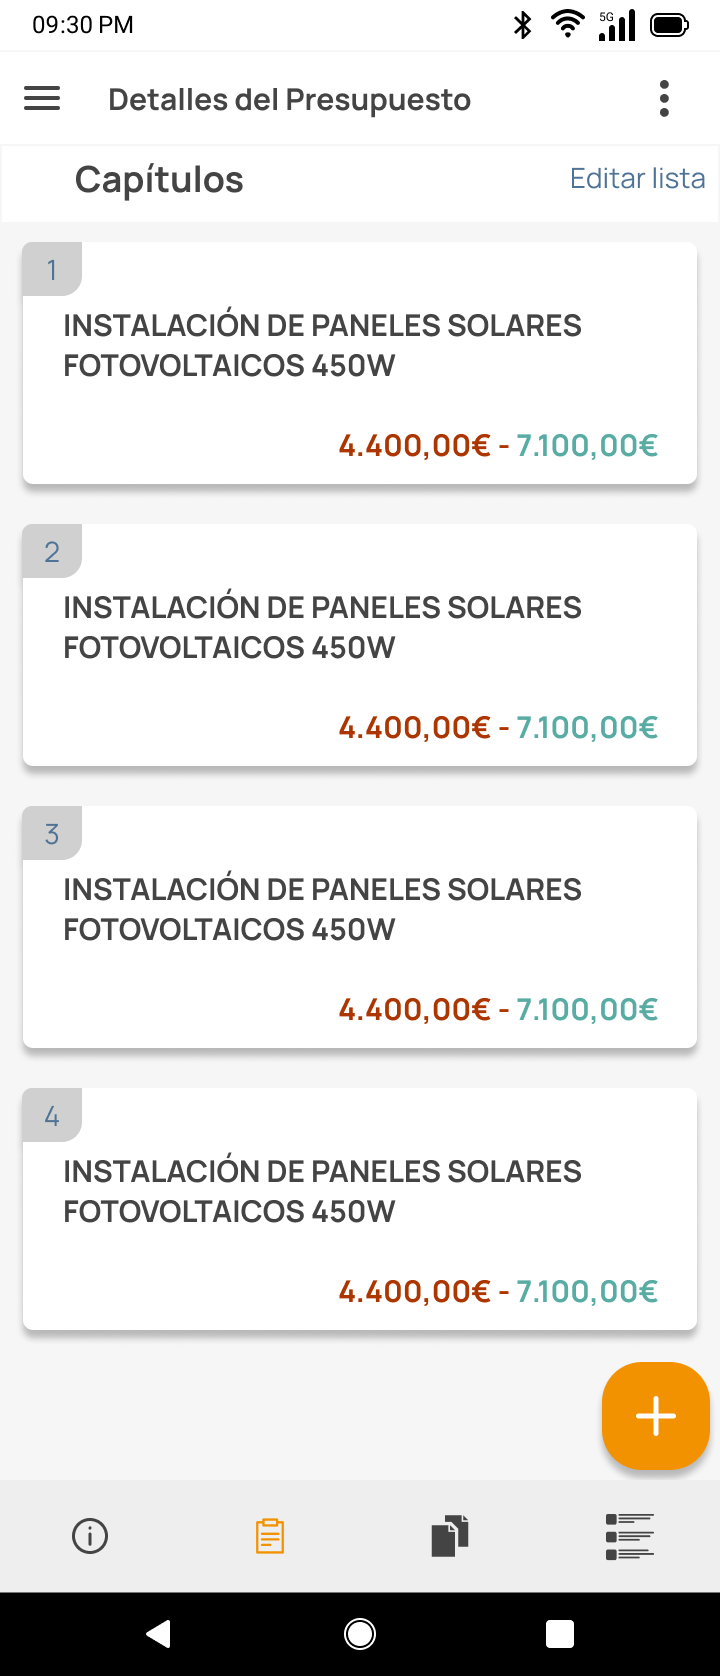 09:30 PM
5G
Detalles del Presupuesto
Capítulos
Editar lista
1
INSTALACIÓN DE PANELES SOLARES
FOTOVOLTAICOS 450W
4.400,00€ - 7.100,00€
2
INSTALACIÓN DE PANELES SOLARES
FOTOVOLTAICOS 450W
4.400,00€ - 7.100,00€
3
INSTALACIÓN DE PANELES SOLARES
FOTOVOLTAICOS 450W
4.400,00€ - 7.100,00€
4
INSTALACIÓN DE PANELES SOLARES
FOTOVOLTAICOS 450W
4.400,00€ - 7.100,00€